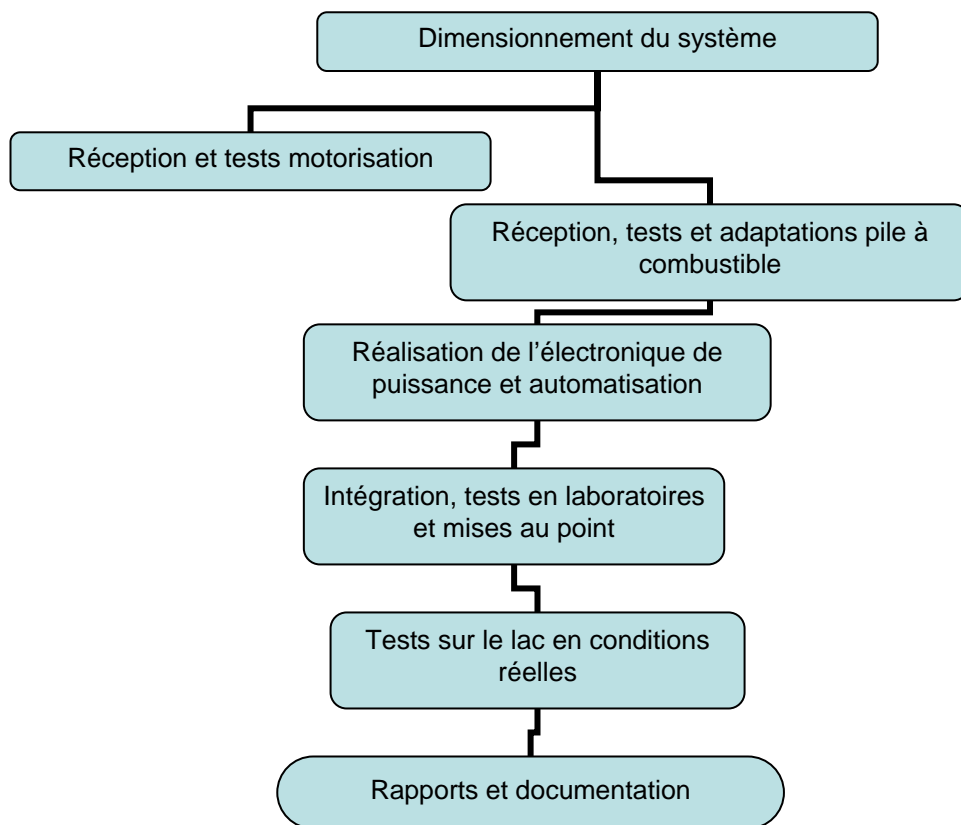 Dimensionnement du système
Réception et tests motorisation
Réception, tests et adaptations pile à
combustible
Réalisation de l’électronique de
puissance et automatisation
Intégration, tests en laboratoires
et mises au point
Tests sur le lac en conditions
réelles
Rapports et documentation